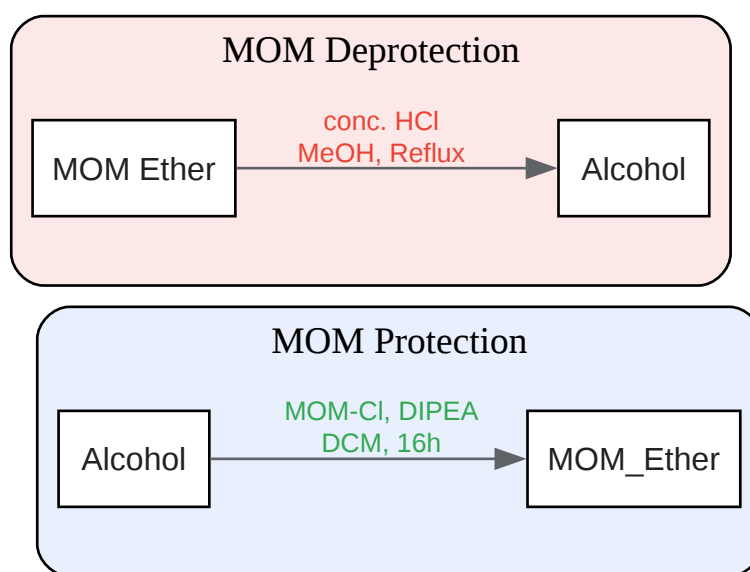 MOM Deprotection
conc. HCl
MOM Ether
MeOH, Reflux
Alcohol
MOM Protection
MOM-Cl, DIPEA
Alcohol
DCM, 16h
MOM_Ether